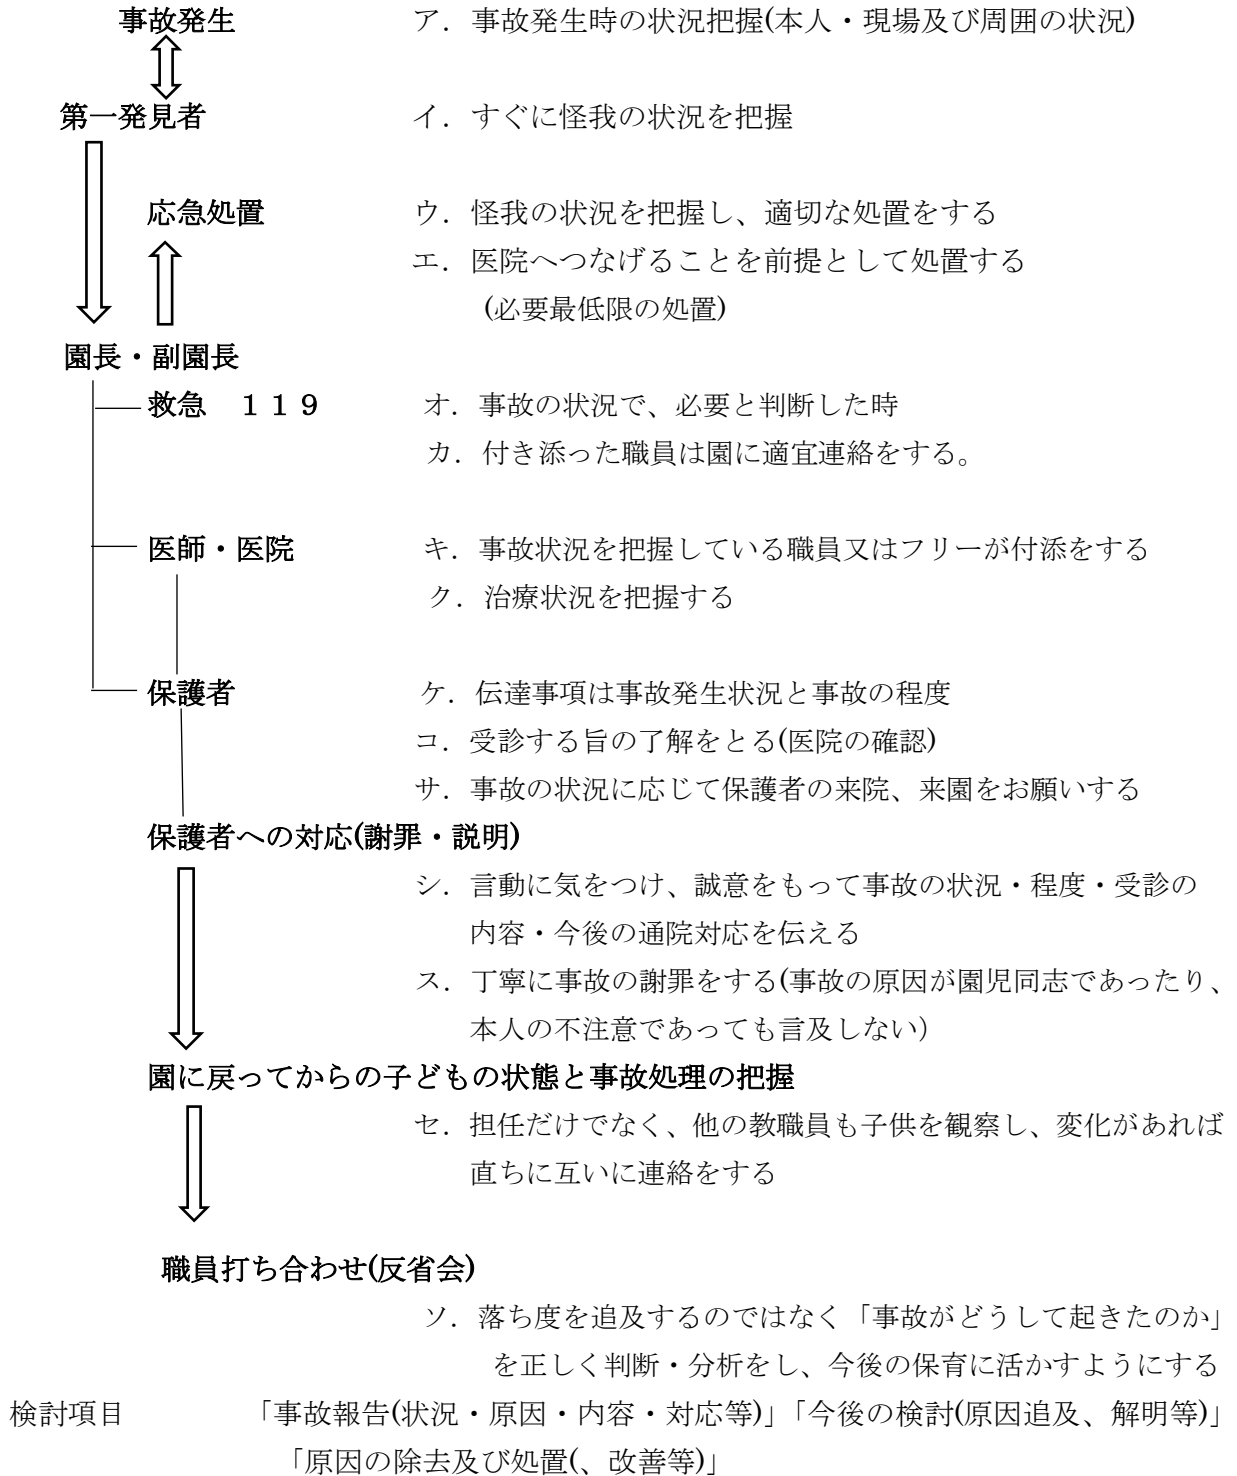 事故発生　ア．事故発生時の状況把握(本人・現場及び周囲の状況)
第一発見者　イ．すぐに怪我の状況を把握
応急処置　ウ．怪我の状況を把握し、適切な処置をする
エ．医院へつなげることを前提として処置する
(必要最低限の処置)
園長・副園長
救急　１１９　オ．事故の状況で、必要と判断した時
カ．付き添った職員は園に適宜連絡をする。
医師・医院　キ．事故状況を把握している職員又はフリーが付添をする
ク．治療状況を把握する
保護者　ケ．伝達事項は事故発生状況と事故の程度
コ．受診する旨の了解をとる(医院の確認)
サ．事故の状況に応じて保護者の来院、来園をお願いする
保護者への対応(謝罪・説明)
シ．言動に気をつけ、誠意をもって事故の状況・程度・受診の
内容・今後の通院対応を伝える
ス．丁寧に事故の謝罪をする(事故の原因が園児同志であったり、
本人の不注意であっても言及しない）
園に戻ってからの子どもの状態と事故処理の把握
セ．担任だけでなく、他の教職員も子供を観察し、変化があれば
直ちに互いに連絡をする
職員打ち合わせ(反省会)
ソ．落ち度を追及するのではなく「事故がどうして起きたのか」
を正しく判断・分析をし、今後の保育に活かすようにする
検討項目　「事故報告(状況・原因・内容・対応等)」「今後の検討(原因追及、解明等)」
「原因の除去及び処置(、改善等)」